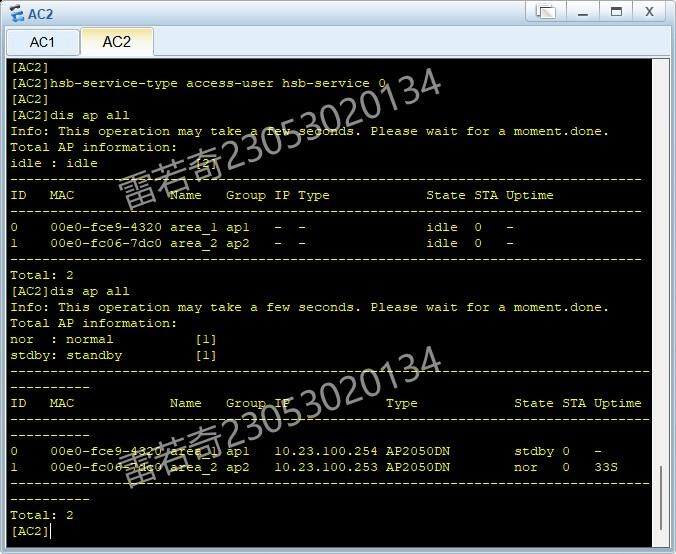 AC2
AC1 AC2
[AC2]
[AC2]hsb-service-type access-user hsb-service 0
[AC2]
[AC2]dis ap all
Info: This operation may take a few seconds. Please wait for a moment.done.
Total AP information:
idle : idle [2]
--------------------------------------------------------------------------------
ID MAC Name Group IP Type State STA Uptime
--------------------------------------------------------------------------------
0 00e0-fce9-4320 area_1 ap1 - - idle 0 -
1 00e0-fc06-7dc0 area_2 ap2 - - idle 0 -
--------------------------------------------------------------------------------
Total: 2
[AC2]dis ap all
Info: This operation may take a few seconds. Please wait for a moment.done.
Total AP information:
nor : normal [1]
stdby: standby [1]
--------------------------------------------------------------------------------
----------
ID MAC Name Group IP Type State STA Uptime
--------------------------------------------------------------------------------
----------
0 00e0-fce9-4320 area_1 ap1 10.23.100.254 AP2050DN stdby 0 -
1 00e0-fc06-7dc0 area_2 ap2 10.23.100.253 AP2050DN nor 0 33S
--------------------------------------------------------------------------------
----------
Total: 2
[AC2]
雷若奇23053020134
雷若奇23053020134